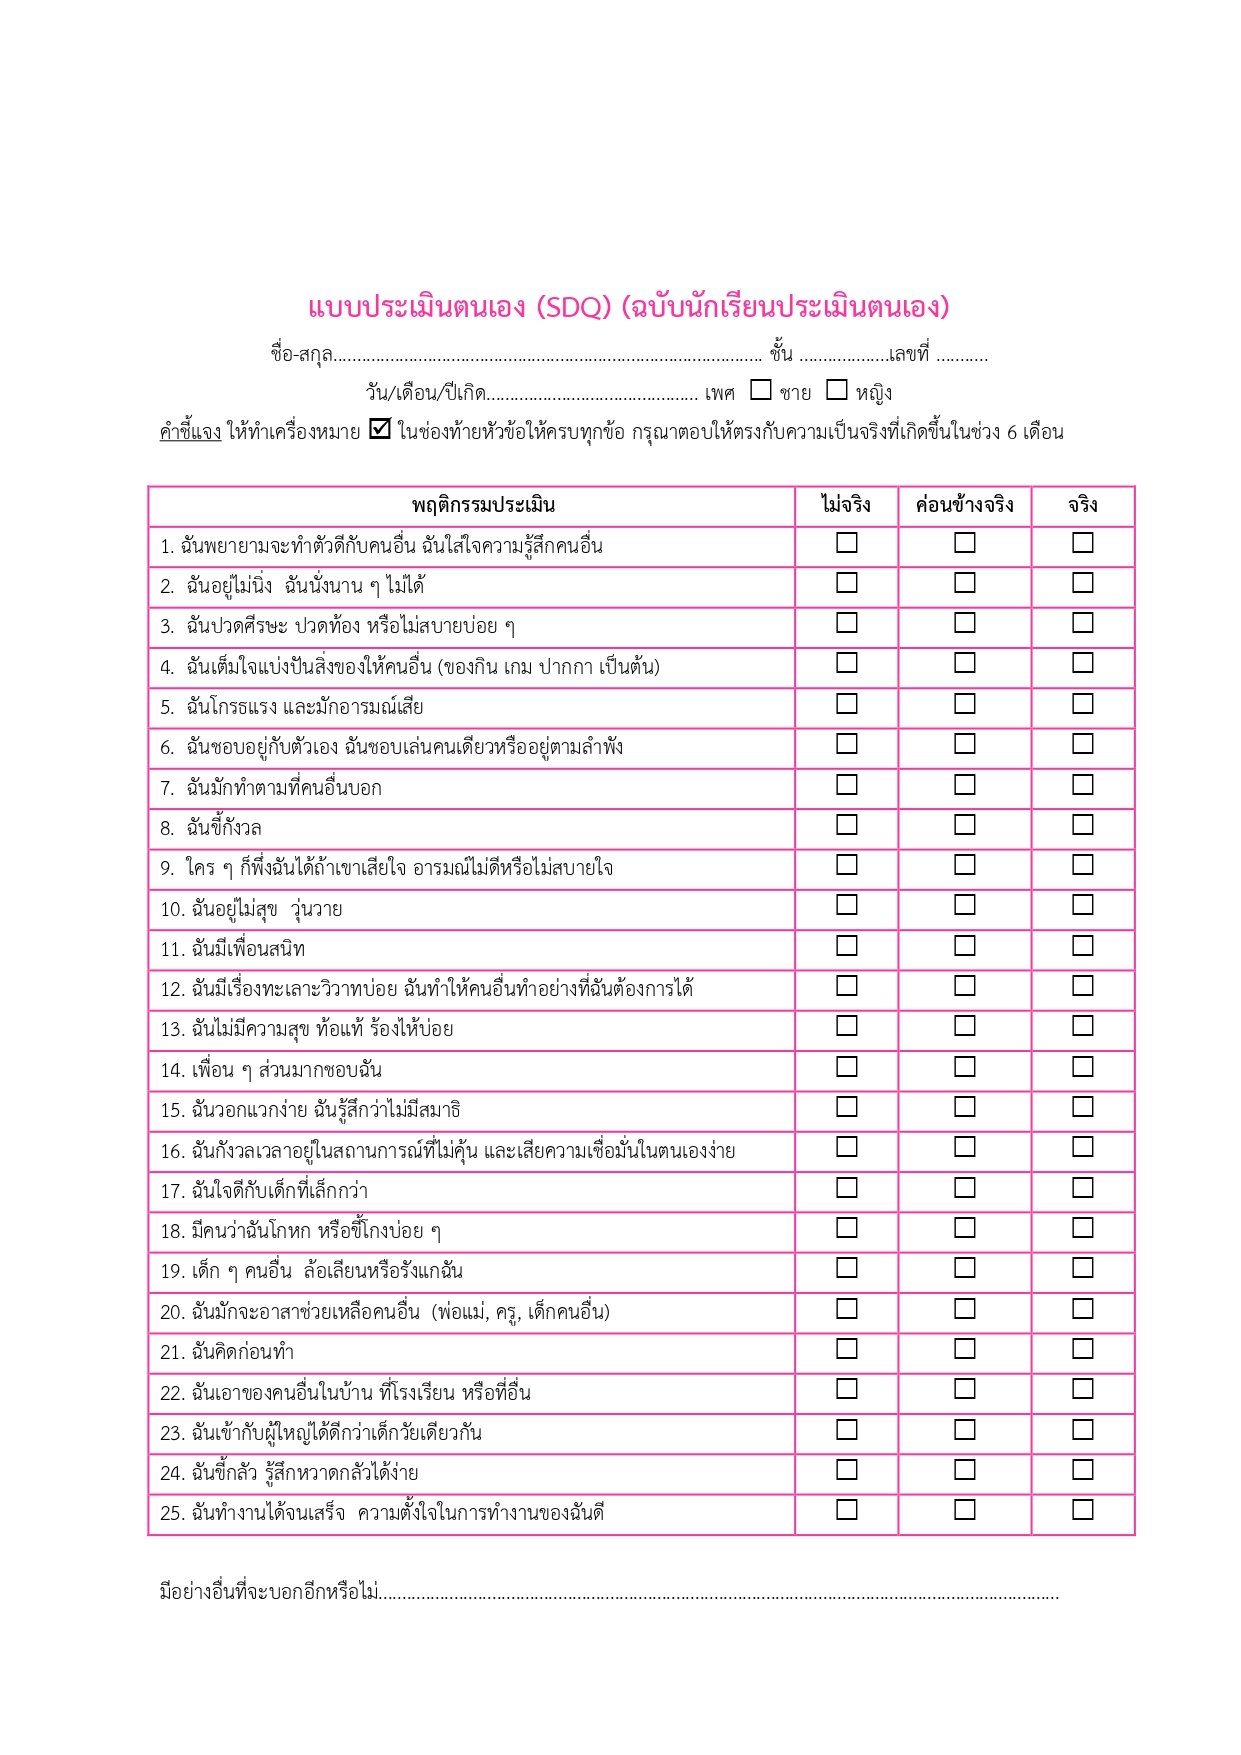 แบบประเมินตนเอง (SDQ) (ฉบับนักเรียนประเมินตนเอง)
ชื่อ-สกุล........................................................................................... ชั้น ...................เลขที่ ...........
วัน/เดือน/ปีเกิด............................................. เพศ ☐ ชาย ☐ หญิง
คำชี้แจง ให้ทำเครื่องหมาย ☑ ในช่องท้ายหัวข้อให้ครบทุกข้อ กรุณาตอบให้ตรงกับความเป็นจริงที่เกิดขึ้นในช่วง 6 เดือน
พฤติกรรมประเมิน ไม่จริง ค่อนข้างจริง จริง
1. ฉันพยายามจะทำตัวดีกับคนอื่น ฉันใส่ใจความรู้สึกคนอื่น ☐ ☐ ☐
2. ฉันอยู่ไม่นิ่ง ฉันนั่งนาน ๆ ไม่ได้ ☐ ☐ ☐
3. ฉันปวดศีรษะ ปวดท้อง หรือไม่สบายบ่อย ๆ ☐ ☐ ☐
4. ฉันเต็มใจแบ่งปันสิ่งของให้คนอื่น (ของกิน เกม ปากกา เป็นต้น) ☐ ☐ ☐
5. ฉันโกรธแรง และมักอารมณ์เสีย ☐ ☐ ☐
6. ฉันชอบอยู่กับตัวเอง ฉันชอบเล่นคนเดียวหรืออยู่ตามลำพัง ☐ ☐ ☐
7. ฉันมักทำตามที่คนอื่นบอก ☐ ☐ ☐
8. ฉันขี้กังวล ☐ ☐ ☐
9. ใคร ๆ ก็พึ่งฉันได้ถ้าเขาเสียใจ อารมณ์ไม่ดีหรือไม่สบายใจ ☐ ☐ ☐
10. ฉันอยู่ไม่สุข วุ่นวาย ☐ ☐ ☐
11. ฉันมีเพื่อนสนิท ☐ ☐ ☐
12. ฉันมีเรื่องทะเลาะวิวาทบ่อย ฉันทำให้คนอื่นทำอย่างที่ฉันต้องการได้ ☐ ☐ ☐
13. ฉันไม่มีความสุข ท้อแท้ ร้องไห้บ่อย ☐ ☐ ☐
14. เพื่อน ๆ ส่วนมากชอบฉัน ☐ ☐ ☐
15. ฉันวอกแวกง่าย ฉันรู้สึกว่าไม่มีสมาธิ ☐ ☐ ☐
16. ฉันกังวลเวลาอยู่ในสถานการณ์ที่ไม่คุ้น และเสียความเชื่อมั่นในตนเองง่าย ☐ ☐ ☐
17. ฉันใจดีกับเด็กที่เล็กกว่า ☐ ☐ ☐
18. มีคนว่าฉันโกหก หรือขี้โกงบ่อย ๆ ☐ ☐ ☐
19. เด็ก ๆ คนอื่น ล้อเลียนหรือรังแกฉัน ☐ ☐ ☐
20. ฉันมักจะอาสาช่วยเหลือคนอื่น (พ่อแม่, ครู, เด็กคนอื่น) ☐ ☐ ☐
21. ฉันคิดก่อนทำ ☐ ☐ ☐
22. ฉันเอาของคนอื่นในบ้าน ที่โรงเรียน หรือที่อื่น ☐ ☐ ☐
23. ฉันเข้ากับผู้ใหญ่ได้ดีกว่าเด็กวัยเดียวกัน ☐ ☐ ☐
24. ฉันขี้กลัว รู้สึกหวาดกลัวได้ง่าย ☐ ☐ ☐
25. ฉันทำงานได้จนเสร็จ ความตั้งใจในการทำงานของฉันดี ☐ ☐ ☐
มีอย่างอื่นที่จะบอกอีกหรือไม่................................................................................................................................................